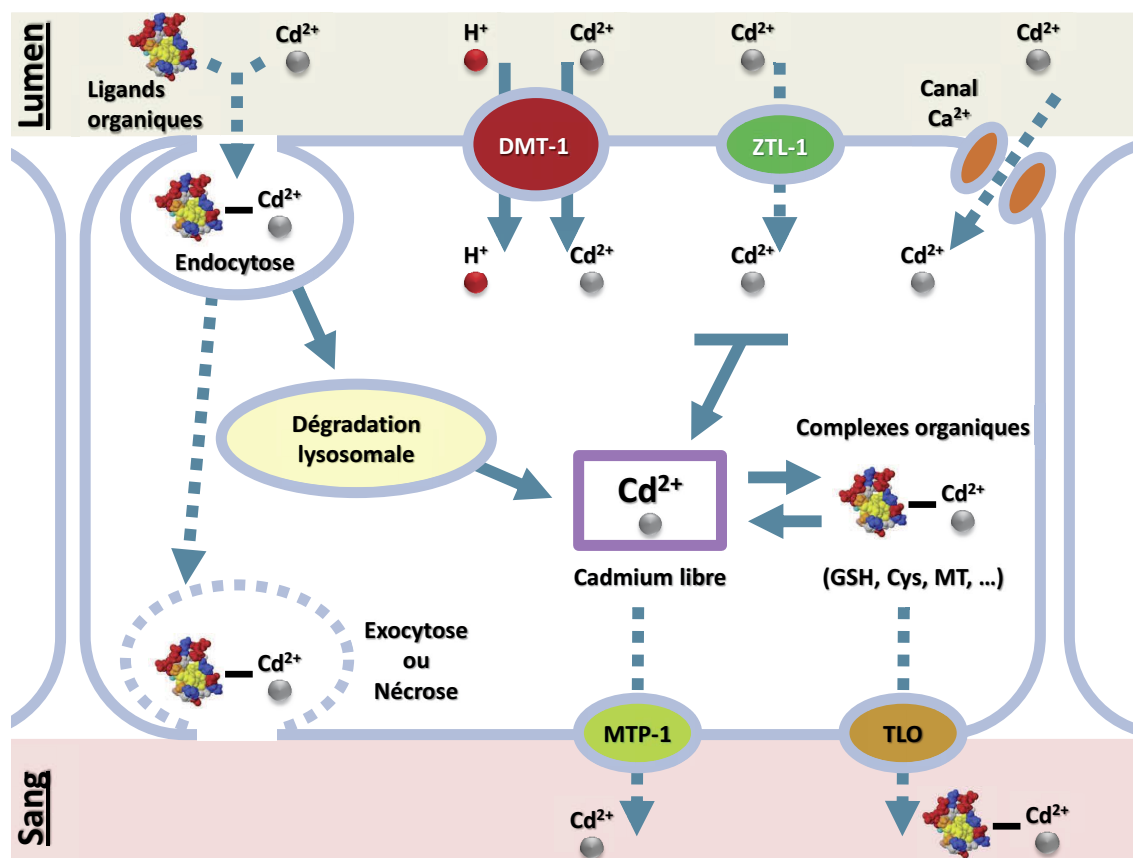 Lumen
Cd²⁺
H⁺
Cd²⁺
Cd²⁺
Cd²⁺
Ligands
organiques
Canal
Ca²⁺
DMT-1
ZTL-1
Cd²⁺
Endocytose
H⁺
Cd²⁺
Cd²⁺
Cd²⁺
Dégradation
lysosomale
Complexes organiques
Cd²⁺
Cd²⁺
Cadmium libre
(GSH, Cys, MT, ...)
Exocytose
ou
Nécrose
Cd²⁺
MTP-1
TLO
Sang
Cd²⁺
Cd²⁺